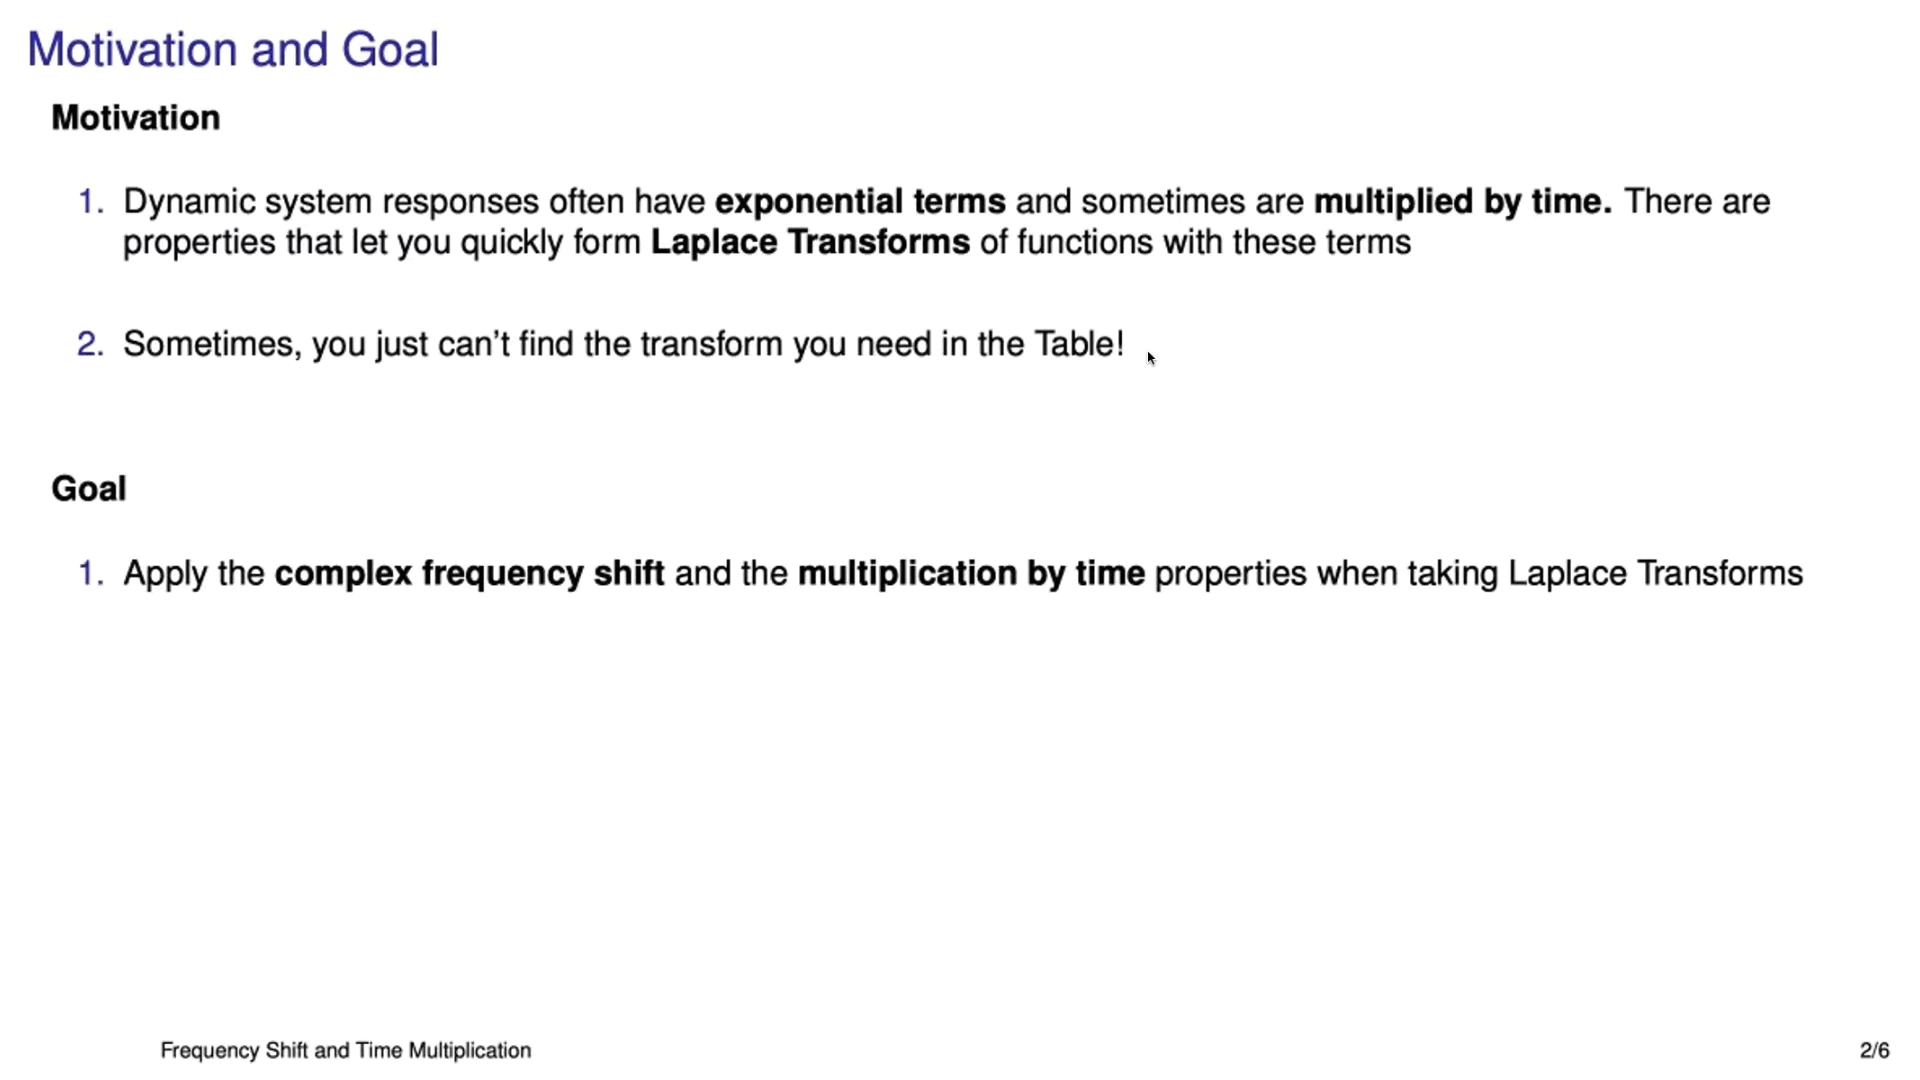 Motivation and Goal
Motivation
1. Dynamic system responses often have exponential terms and sometimes are multiplied by time. There are
properties that let you quickly form Laplace Transforms of functions with these terms
2. Sometimes, you just can't find the transform you need in the Table!
Goal
1. Apply the complex frequency shift and the multiplication by time properties when taking Laplace Transforms
Frequency Shift and Time Multiplication
2/6